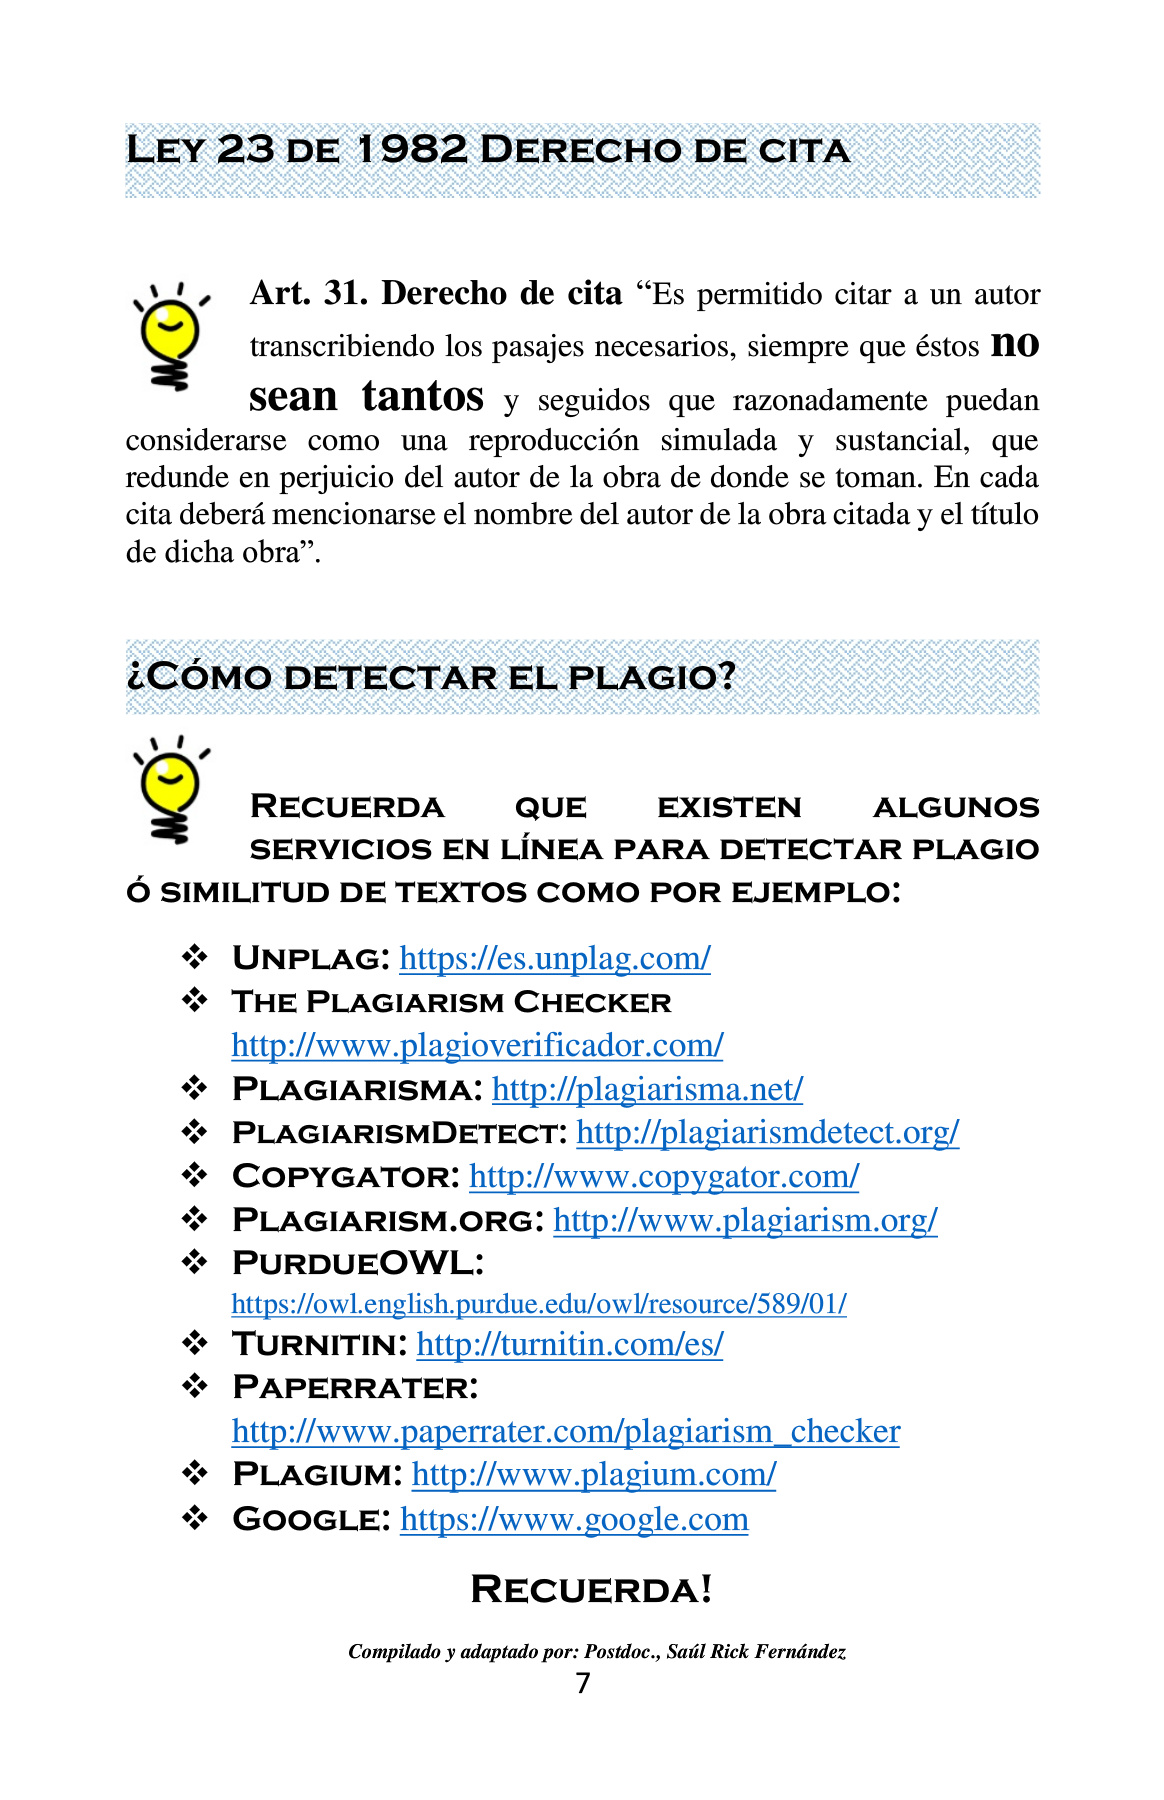 Ley 23 de 1982 Derecho de cita
Art. 31. Derecho de cita “Es permitido citar a un autor
transcribiendo los pasajes necesarios, siempre que éstos no
sean tantos y seguidos que razonadamente puedan
considerarse como una reproducción simulada y sustancial, que
redunde en perjuicio del autor de la obra de donde se toman. En cada
cita deberá mencionarse el nombre del autor de la obra citada y el título
de dicha obra”.
¿Cómo detectar el plagio?
Recuerda que existen algunos
servicios en línea para detectar plagio
ó similitud de textos como por ejemplo:
❖ Unplag: https://es.unplag.com/
❖ The Plagiarism Checker
http://www.plagioverificador.com/
❖ Plagiarisma: http://plagiarisma.net/
❖ PlagiarismDetect: http://plagiarismdetect.org/
❖ Copygator: http://www.copygator.com/
❖ Plagiarism.org: http://www.plagiarism.org/
❖ PurdueOWL:
https://owl.english.purdue.edu/owl/resource/589/01/
❖ Turnitin: http://turnitin.com/es/
❖ Paperrater:
http://www.paperrater.com/plagiarism_checker
❖ Plagium: http://www.plagium.com/
❖ Google: https://www.google.com
Recuerda!
Compilado y adaptado por: Postdoc., Saúl Rick Fernández
7